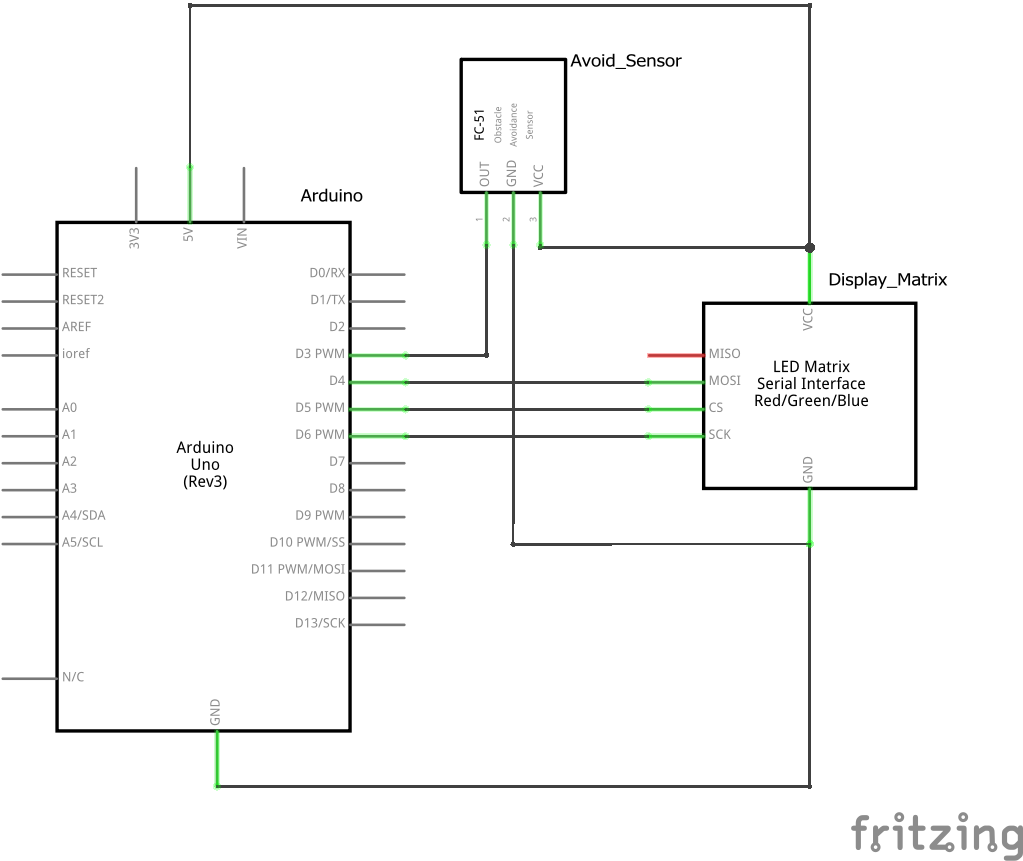 Avoid_Sensor
FC-51
Obstacle
Avoidance
Sensor
OUT
GND
VCC
1
2
3
Arduino
3V3
5V
VIN
RESET
RESET2
AREF
ioref
A0
A1
A2
A3
A4/SDA
A5/SCL
N/C
D0/RX
D1/TX
D2
D3 PWM
D4
D5 PWM
D6 PWM
D7
D8
D9 PWM
D10 PWM/SS
D11 PWM/MOSI
D12/MISO
D13/SCK
Arduino
Uno
(Rev3)
GND
Display_Matrix
VCC
MISO
MOSI
CS
SCK
LED Matrix
Serial Interface
Red/Green/Blue
GND
fritzing